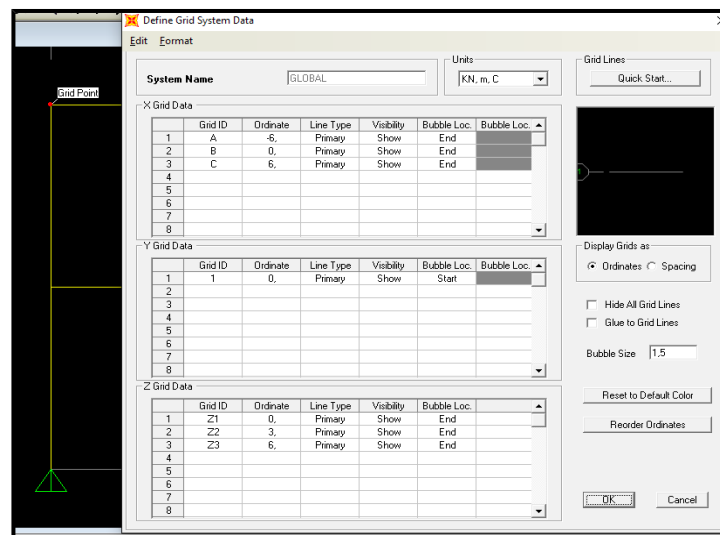 Define Grid System Data
Edit Format
System Name GLOBAL
Units
KN, m, C
Grid Lines
Quick Start...
Grid Point
X Grid Data
Grid ID Ordinate Line Type Visibility Bubble Loc. Bubble Loc.
1 A -6, Primary Show End
2 B 0, Primary Show End
3 C 6, Primary Show End
4
5
6
7
8
1
Y Grid Data
Grid ID Ordinate Line Type Visibility Bubble Loc. Bubble Loc.
1 1 0, Primary Show Start
2
3
4
5
6
7
8
Display Grids as
Ordinates Spacing
Hide All Grid Lines
Glue to Grid Lines
Bubble Size 1,5
Z Grid Data
Grid ID Ordinate Line Type Visibility Bubble Loc.
1 Z1 0, Primary Show End
2 Z2 3, Primary Show End
3 Z3 6, Primary Show End
4
5
6
7
8
Reset to Default Color
Reorder Ordinates
OK Cancel